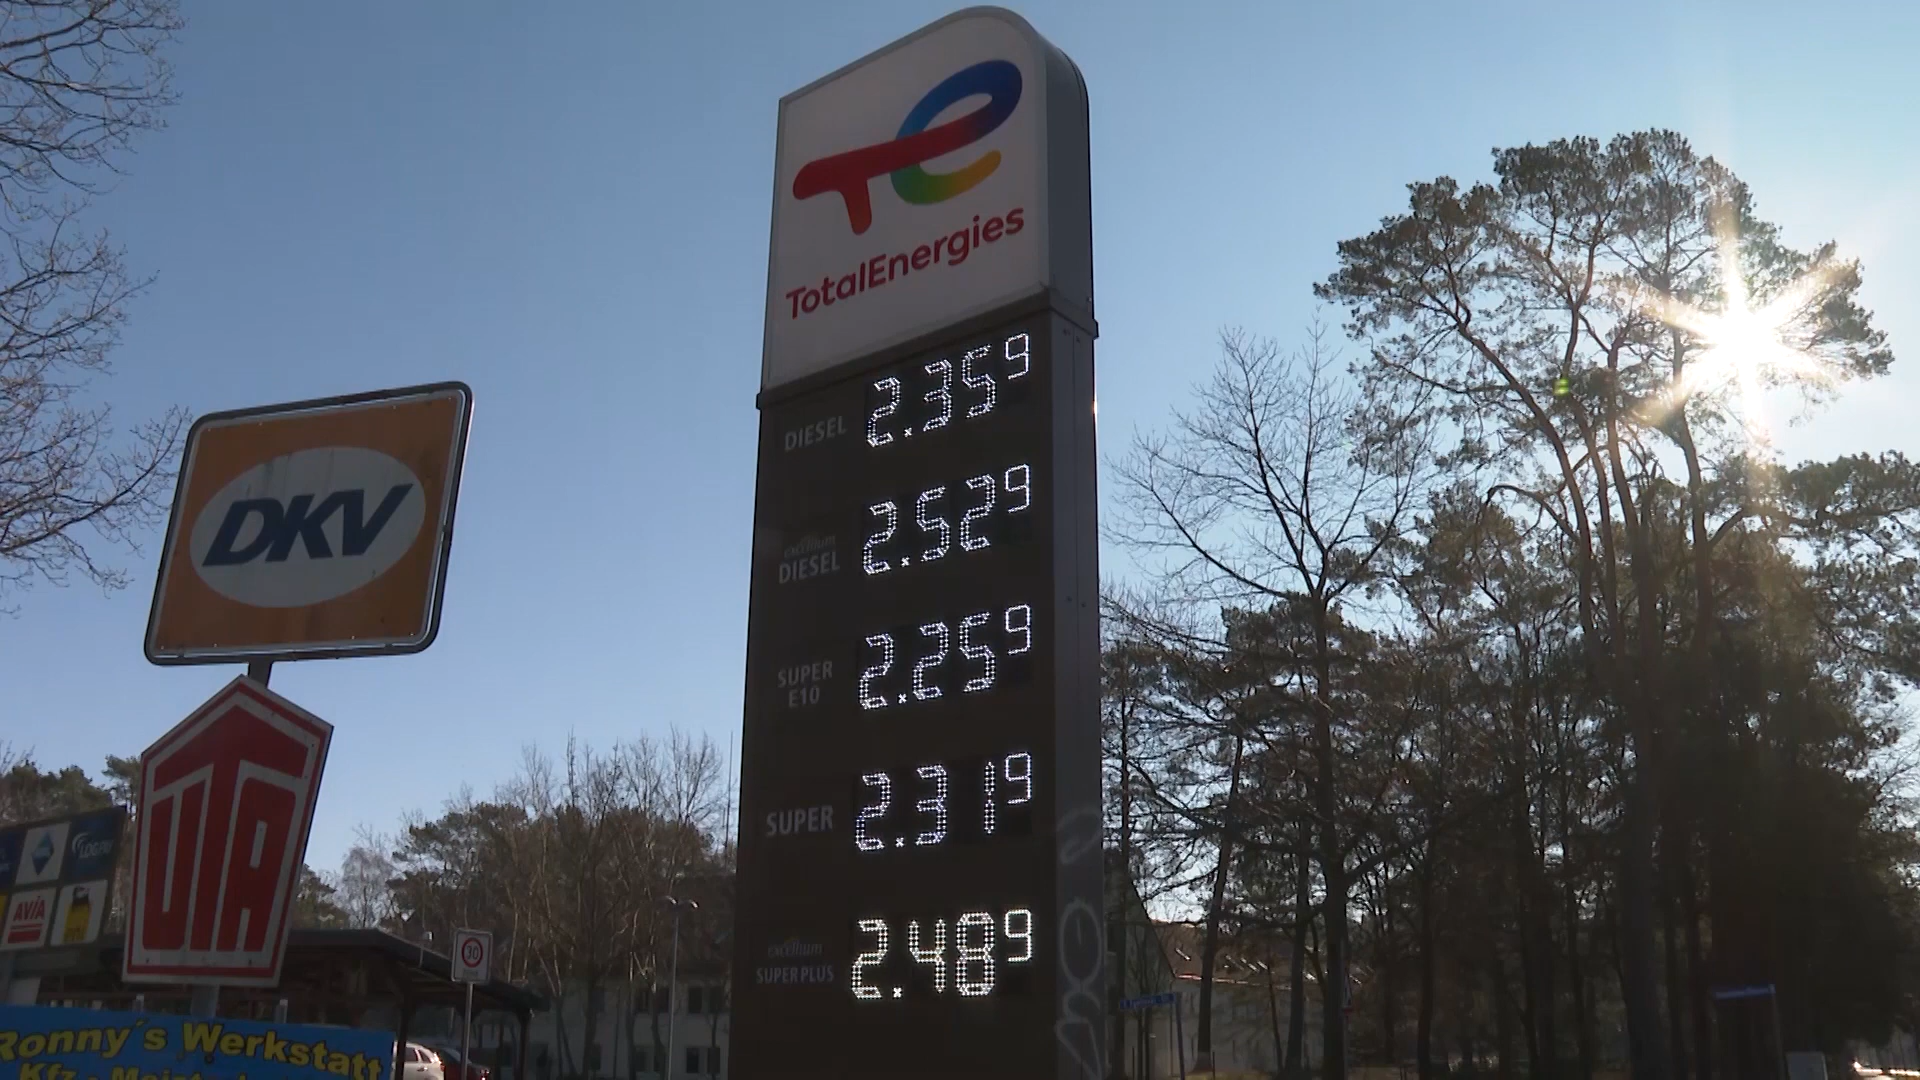 TotalEnergies
DIESEL 2.35⁹
excellium
DIESEL 2.52⁹
SUPER
E10 2.25⁹
SUPER 2.31⁹
excellium
SUPER PLUS 2.48⁹
DKV
UTA
LOGPAY
AVIA
30
Ronny´s Werkstatt